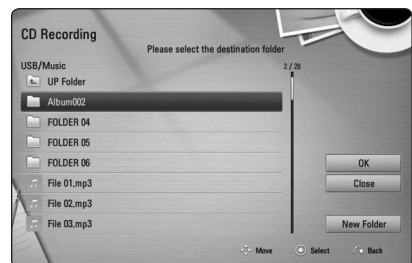 CD Recording
Please select the destination folder
USB/Music
2 / 28
UP Folder
Album002
FOLDER 04
FOLDER 05
FOLDER 06
File 01.mp3
File 02.mp3
File 03.mp3
OK
Close
New Folder
Move
Select
Back